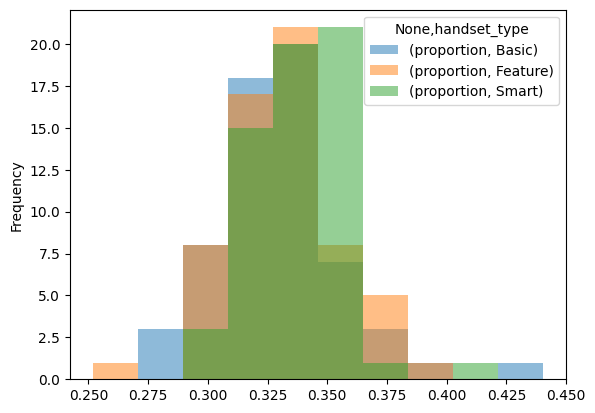 None,handset_type
(proportion, Basic)
(proportion, Feature)
(proportion, Smart)
Frequency
20.0
17.5
15.0
12.5
10.0
7.5
5.0
2.5
0.0
0.250 0.275 0.300 0.325 0.350 0.375 0.400 0.425 0.450